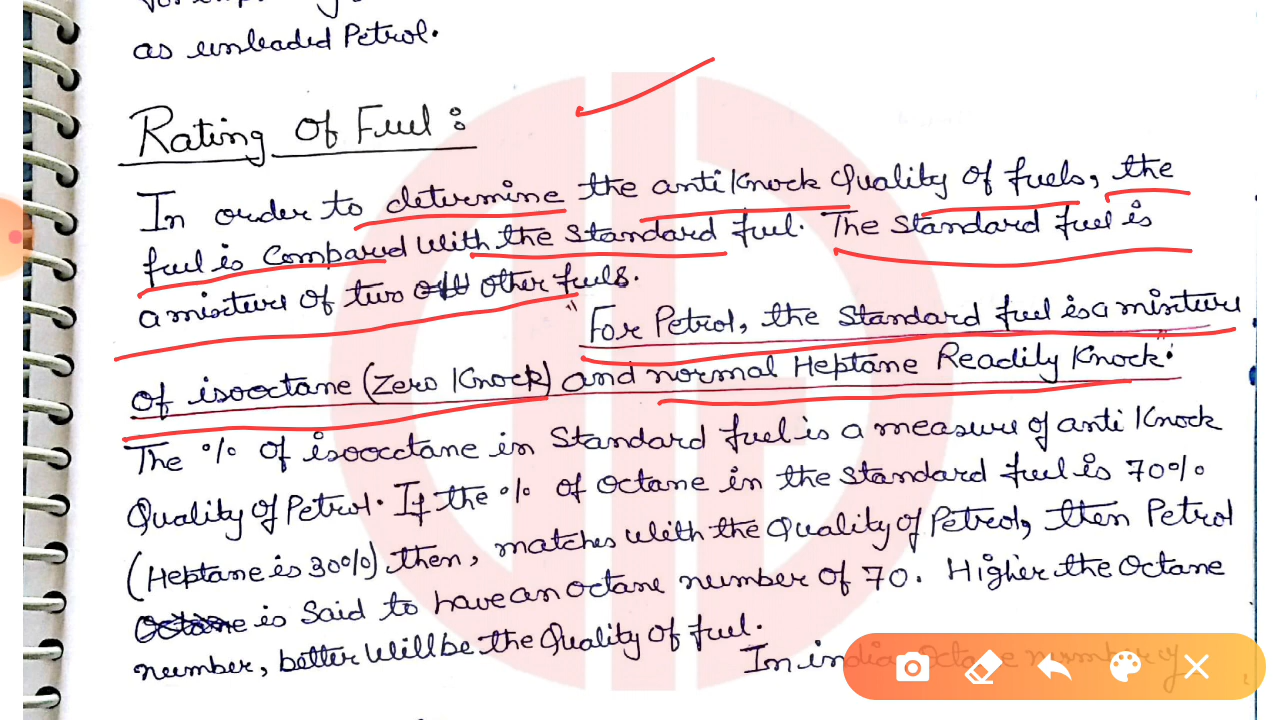 as unleaded Petrol.
Rating Of Fuel :
In order to determine the anti Knock Quality of fuels, the
fuel is Compared with the standard fuel. The standard fuel is
a mixture of two other fuels.
"For Petrol, the Standard fuel is a mixture
of isooctane (Zero Knock) and normal Heptane Readily Knock".
The % of isooctane in Standard fuel is a measure of anti Knock
Quality of Petrol. If the % of octane in the standard fuel is 70%
(Heptane is 30%) then, matches with the Quality of Petrol, then Petrol
is Said to have an octane number of 70. Higher the Octane
number, better will be the Quality of fuel.
In india Octane number of